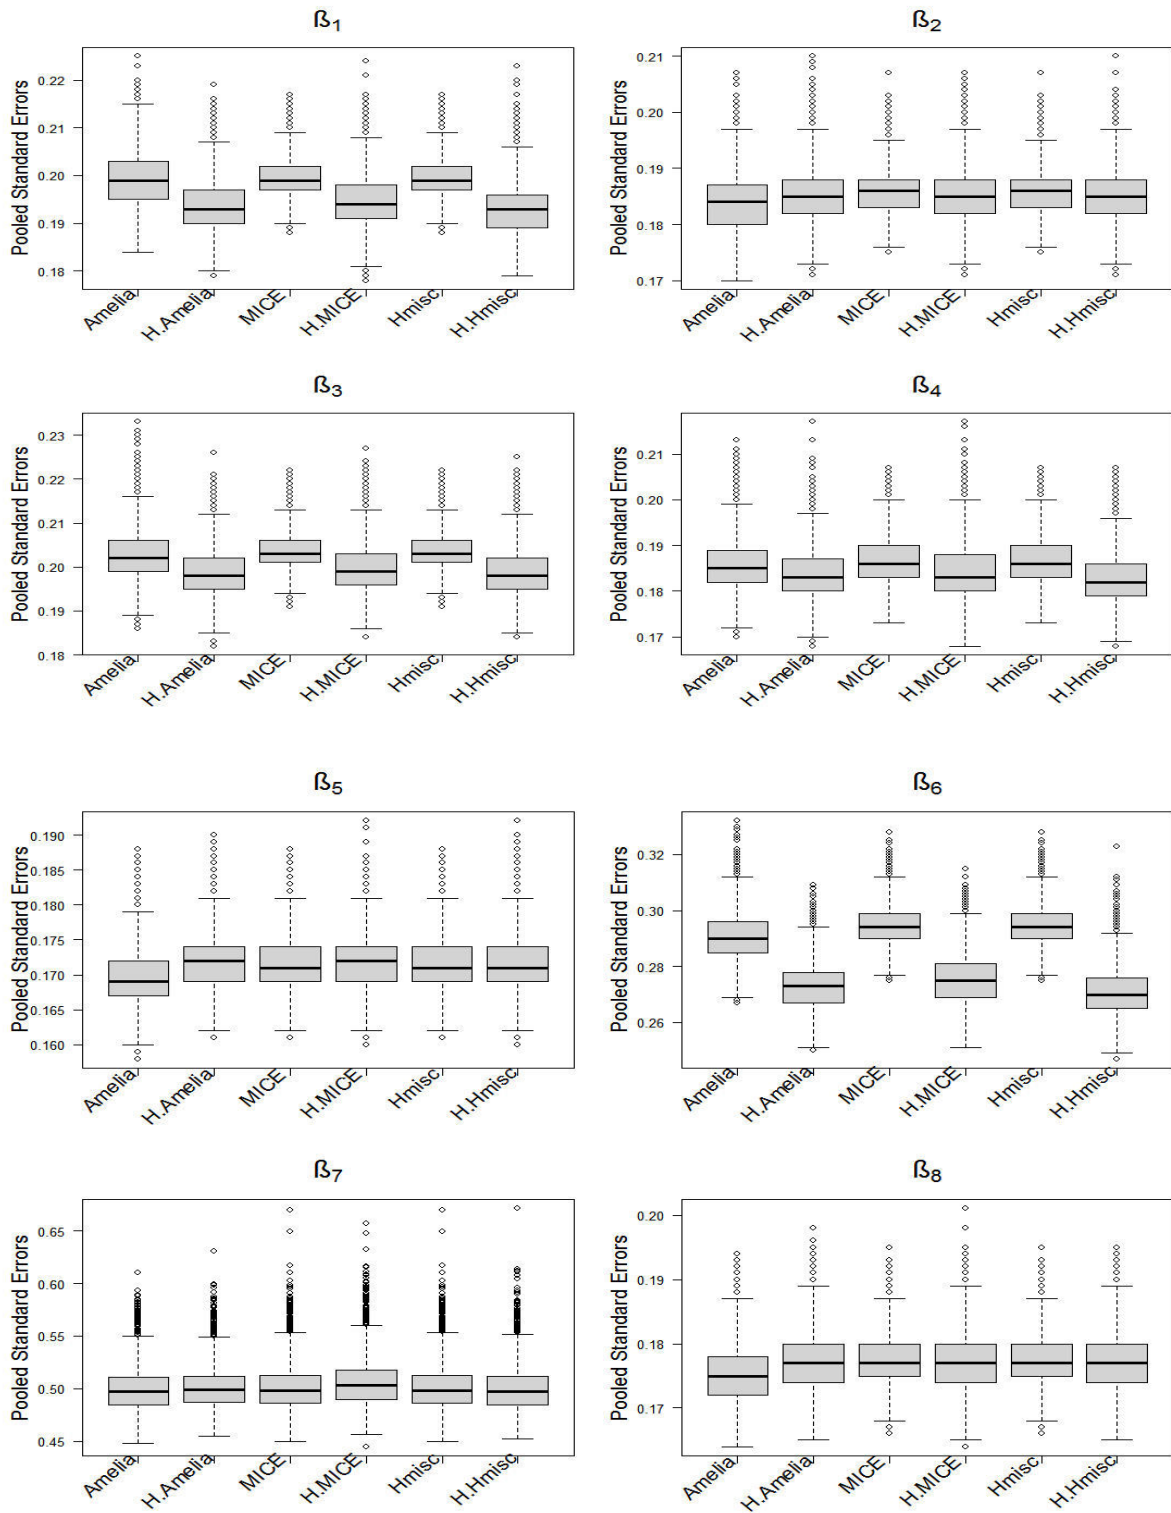 ß1
ß2
Pooled Standard Errors
0.22
0.21
0.20
0.19
0.18
Amelia
H.Amelia
MICE
H.MICE
Hmisc
H.Hmisc
Pooled Standard Errors
0.21
0.20
0.19
0.18
0.17
Amelia
H.Amelia
MICE
H.MICE
Hmisc
H.Hmisc
ß3
ß4
Pooled Standard Errors
0.23
0.22
0.21
0.20
0.19
0.18
Amelia
H.Amelia
MICE
H.MICE
Hmisc
H.Hmisc
Pooled Standard Errors
0.21
0.20
0.19
0.18
0.17
Amelia
H.Amelia
MICE
H.MICE
Hmisc
H.Hmisc
ß5
ß6
Pooled Standard Errors
0.190
0.185
0.180
0.175
0.170
0.165
0.160
Amelia
H.Amelia
MICE
H.MICE
Hmisc
H.Hmisc
Pooled Standard Errors
0.32
0.30
0.28
0.26
Amelia
H.Amelia
MICE
H.MICE
Hmisc
H.Hmisc
ß7
ß8
Pooled Standard Errors
0.65
0.60
0.55
0.50
0.45
Amelia
H.Amelia
MICE
H.MICE
Hmisc
H.Hmisc
Pooled Standard Errors
0.20
0.19
0.18
0.17
Amelia
H.Amelia
MICE
H.MICE
Hmisc
H.Hmisc